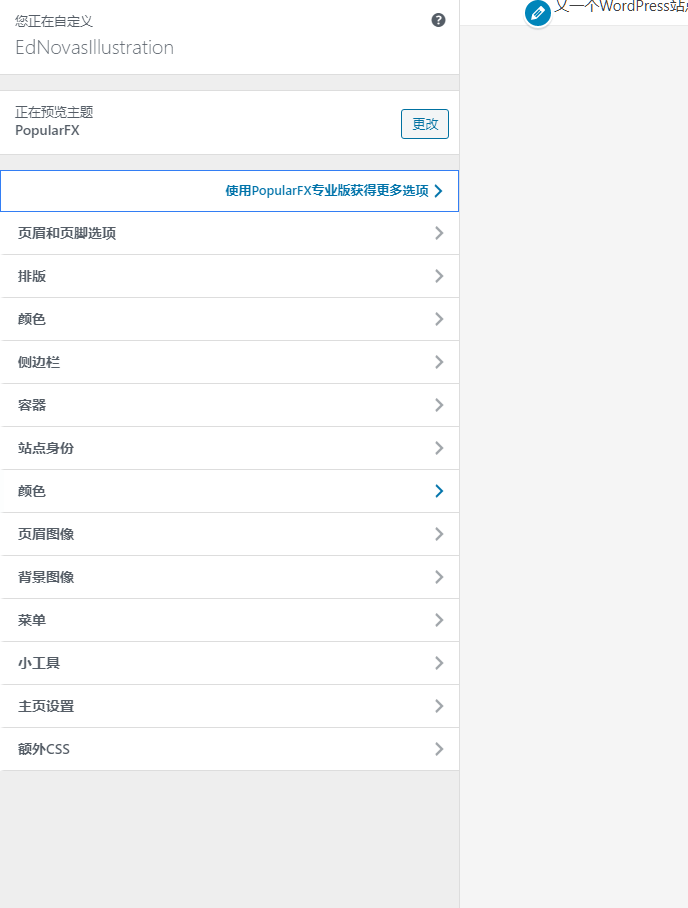 您正在自定义
EdNovasIllustration
正在预览主题
PopularFX
更改
使用PopularFX专业版获得更多选项
页眉和页脚选项
排版
颜色
侧边栏
容器
站点身份
颜色
页眉图像
背景图像
菜单
小工具
主页设置
额外CSS
又一个WordPress站